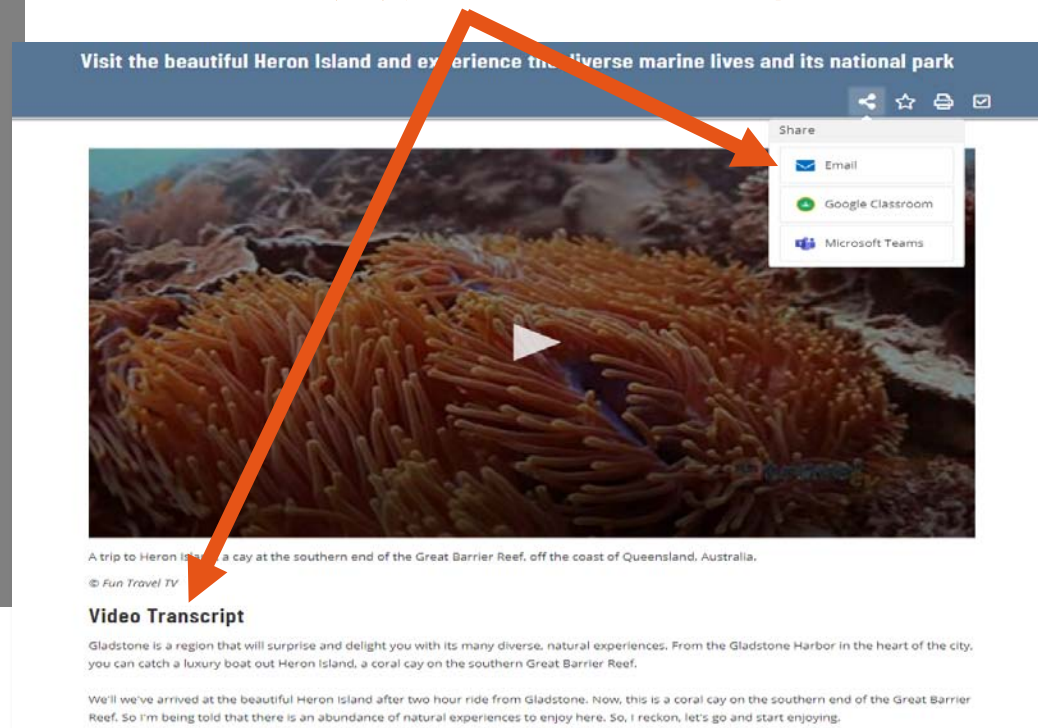 Visit the beautiful Heron Island and experience the diverse marine lives and its national park
Share
Email
Google Classroom
Microsoft Teams
A trip to Heron a cay at the southern end of the Great Barrier Reef, off the coast of Queensland, Australia.
© Fun Travel TV
Video Transcript
Gladstone is a region that will surprise and delight you with its many diverse, natural experiences. From the Gladstone Harbor in the heart of the city,
you can catch a luxury boat out Heron Island, a coral cay on the southern Great Barrier Reef.
We'll we've arrived at the beautiful Heron Island after two hour ride from Gladstone. Now, this is a coral cay on the southern end of the Great Barrier
Reef. So I'm being told that there is an abundance of natural experiences to enjoy here. So, I reckon, let's go and start enjoying.